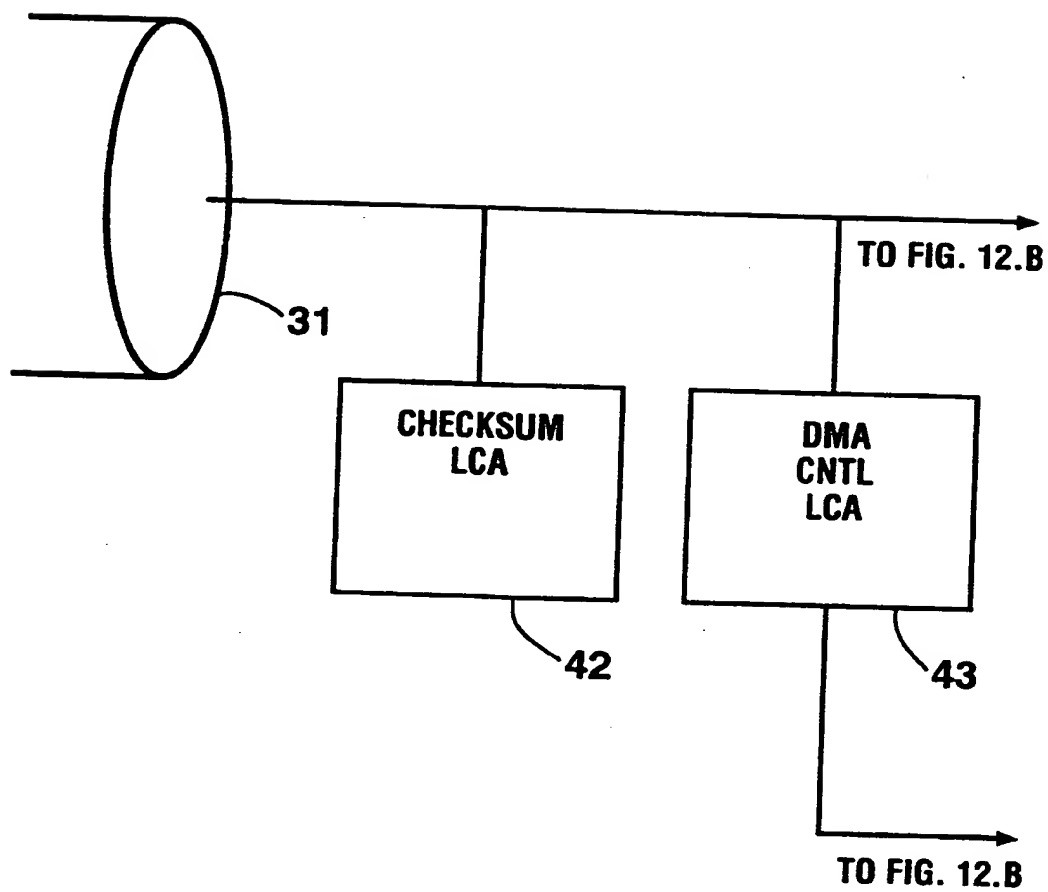 TO FIG. 12.B
31
CHECKSUM
LCA
DMA
CNTL
LCA
42
43
TO FIG. 12.B